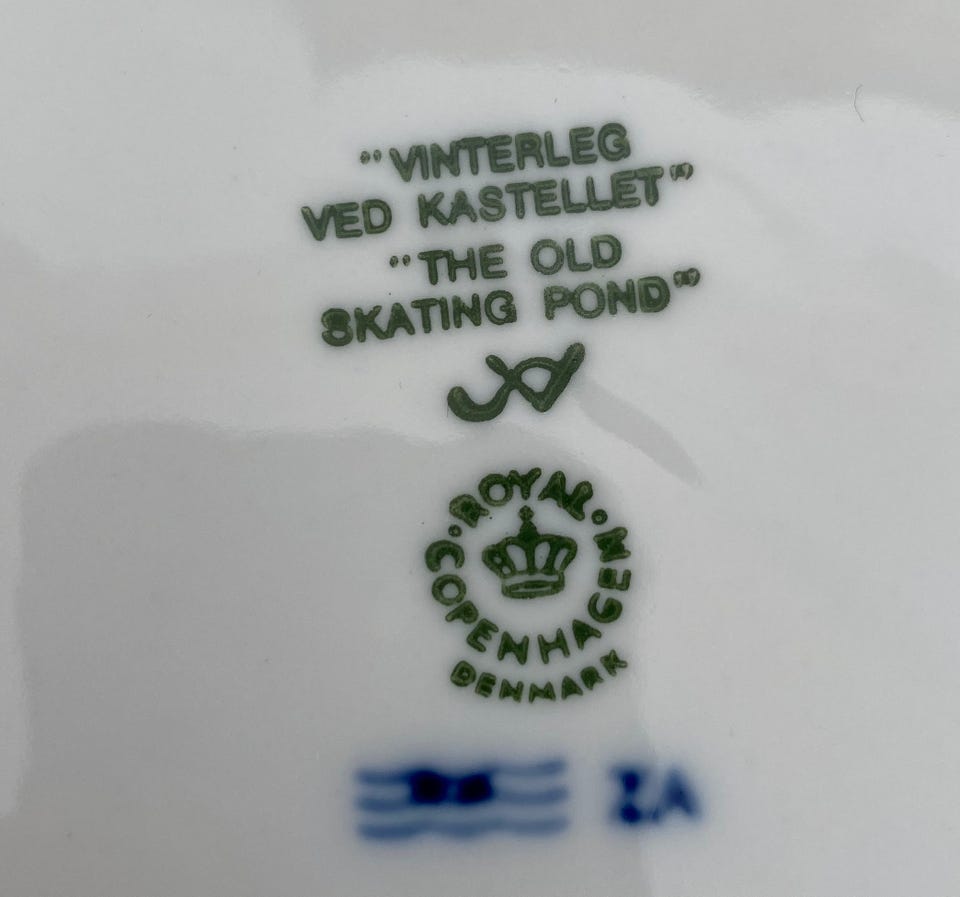 "VINTERLEG
VED KASTELLET"
"THE OLD
SKATING POND"
ROYAL
COPENHAGEN
DENMARK